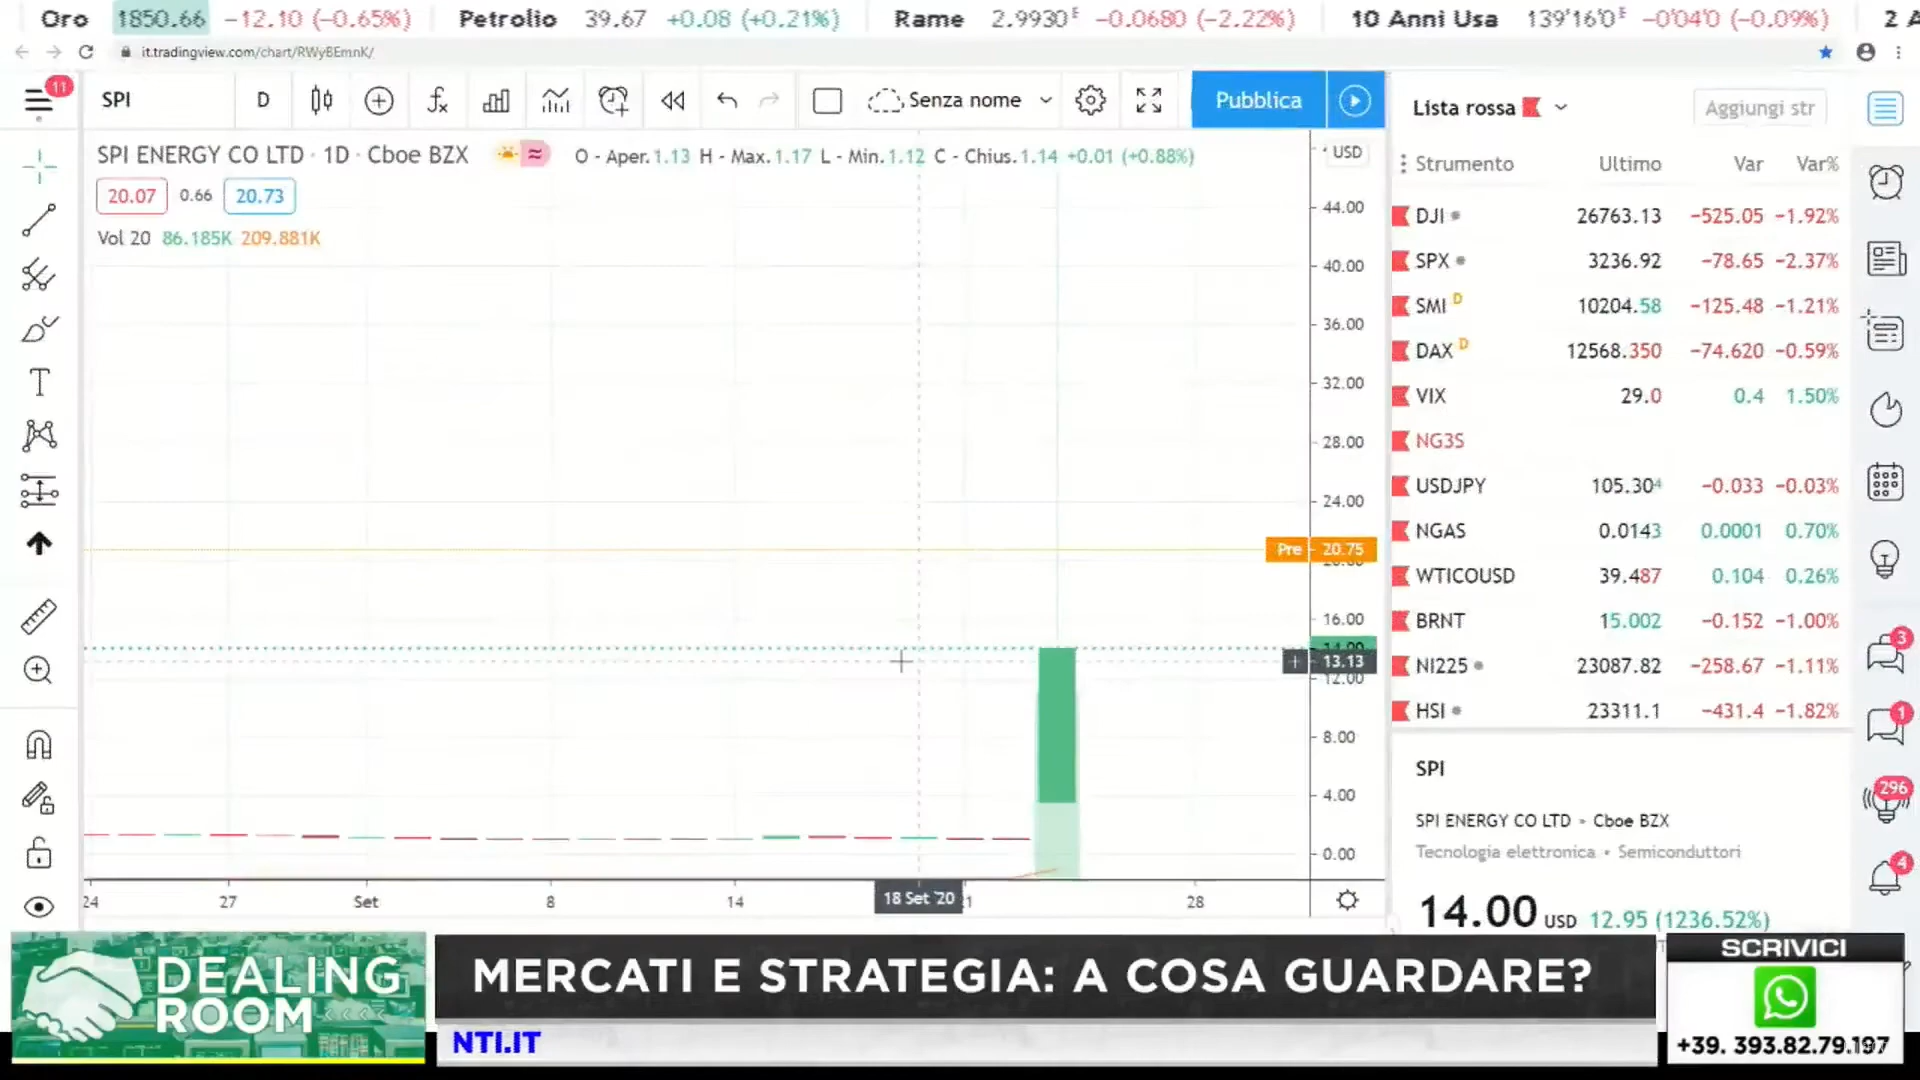 Oro 1850.66 −12.10 (−0.65%) Petrolio 39.67 +0.08 (+0.21%) Rame 2.9930ᴱ −0.0680 (−2.22%) 10 Anni Usa 139'16'0ᴱ −0'04'0 (−0.09%) 2 A
it.tradingview.com/chart/RWyBEmnK/
11
SPI D Senza nome Pubblica
SPI ENERGY CO LTD · 1D · Cboe BZX O - Aper.1.13 H - Max.1.17 L - Min.1.12 C - Chius.1.14 +0.01 (+0.88%)
20.07 0.66 20.73
Vol 20 86.185K 209.881K
USD
44.00
40.00
36.00
32.00
28.00
24.00
Pre 20.75
16.00
13.13
12.00
8.00
4.00
0.00
24 27 Set 8 14 18 Set '20 28
Lista rossa Aggiungi str
Strumento Ultimo Var Var%
DJI 26763.13 −525.05 −1.92%
SPX 3236.92 −78.65 −2.37%
SMI D 10204.58 −125.48 −1.21%
DAX D 12568.350 −74.620 −0.59%
VIX 29.0 0.4 1.50%
NG3S
USDJPY 105.304 −0.033 −0.03%
NGAS 0.0143 0.0001 0.70%
WTICOUSD 39.487 0.104 0.26%
BRNT 15.002 −0.152 −1.00%
NI225 23087.82 −258.67 −1.11%
HSI 23311.1 −431.4 −1.82%
3
1
296
4
SPI
SPI ENERGY CO LTD • Cboe BZX
Tecnologia elettronica • Semiconduttori
14.00 USD 12.95 (1236.52%)
DEALING
ROOM
MERCATI E STRATEGIA: A COSA GUARDARE?
NTI.IT
SCRIVICI
+39. 393.82.79.197